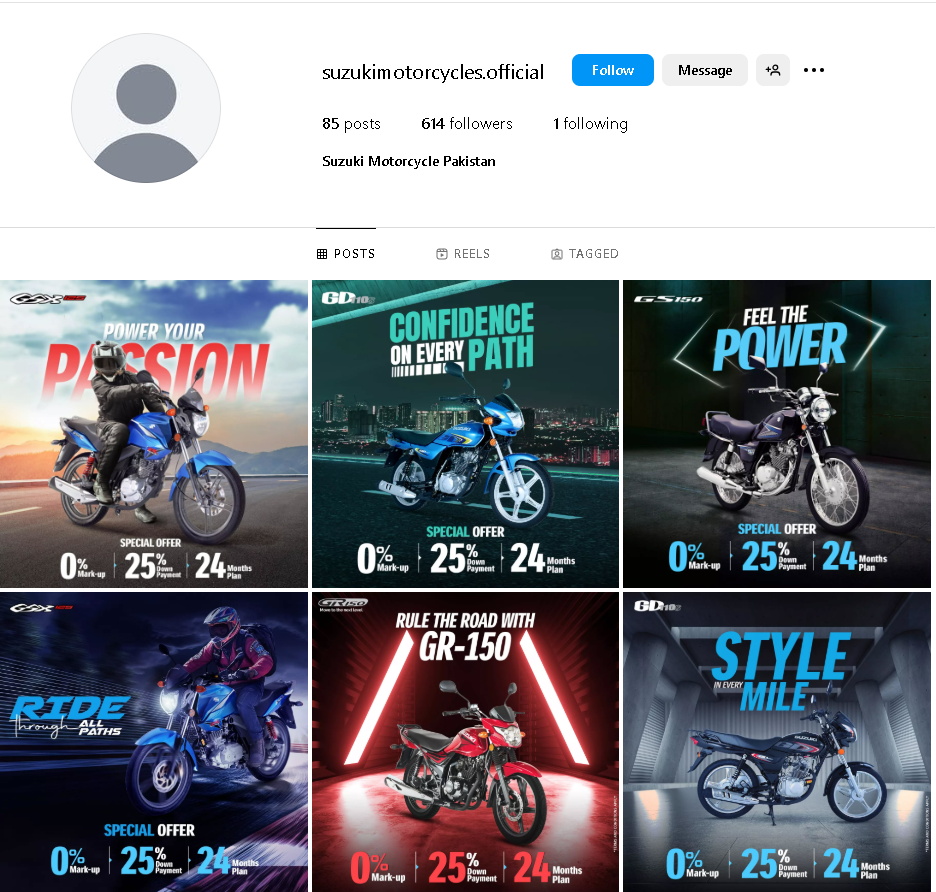 suzukimotorcycles.official
Follow
Message
85 posts
614 followers
1 following
Suzuki Motorcycle Pakistan
POSTS
REELS
TAGGED
GSX
POWER YOUR
PASSION
SPECIAL OFFER
0% Mark-up
25% Down Payment
24 Months Plan
GD110S
CONFIDENCE
ON EVERY PATH
SUZUKI
SPECIAL OFFER
0% Mark-up
25% Down Payment
24 Months Plan
GS150
FEEL THE
POWER
SPECIAL OFFER
0% Mark-up
25% Down Payment
24 Months Plan
GSX
RIDE
through ALL PATHS
SPECIAL OFFER
0% Mark-up
25% Down Payment
24 Months Plan
GR150
Move to the next level.
RULE THE ROAD WITH
GR-150
0% Mark-up
25% Down Payment
24 Months Plan
GD110S
STYLE
IN EVERY MILE
SUZUKI
0% Mark-up
25% Down Payment
24 Months Plan